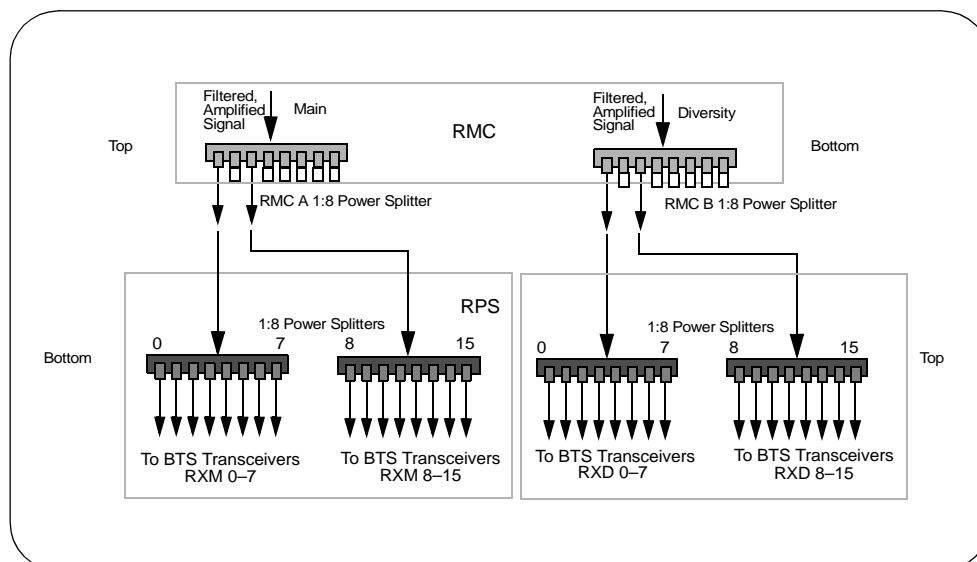 Filtered,
Amplified
Signal
Main
RMC
Filtered,
Amplified
Signal
Diversity
Top
Bottom
RMC A 1:8 Power Splitter
RMC B 1:8 Power Splitter
RPS
1:8 Power Splitters
0
7
8
15
Bottom
1:8 Power Splitters
0
7
8
15
Top
To BTS Transceivers
RXM 0–7
To BTS Transceivers
RXM 8–15
To BTS Transceivers
RXD 0–7
To BTS Transceivers
RXD 8–15